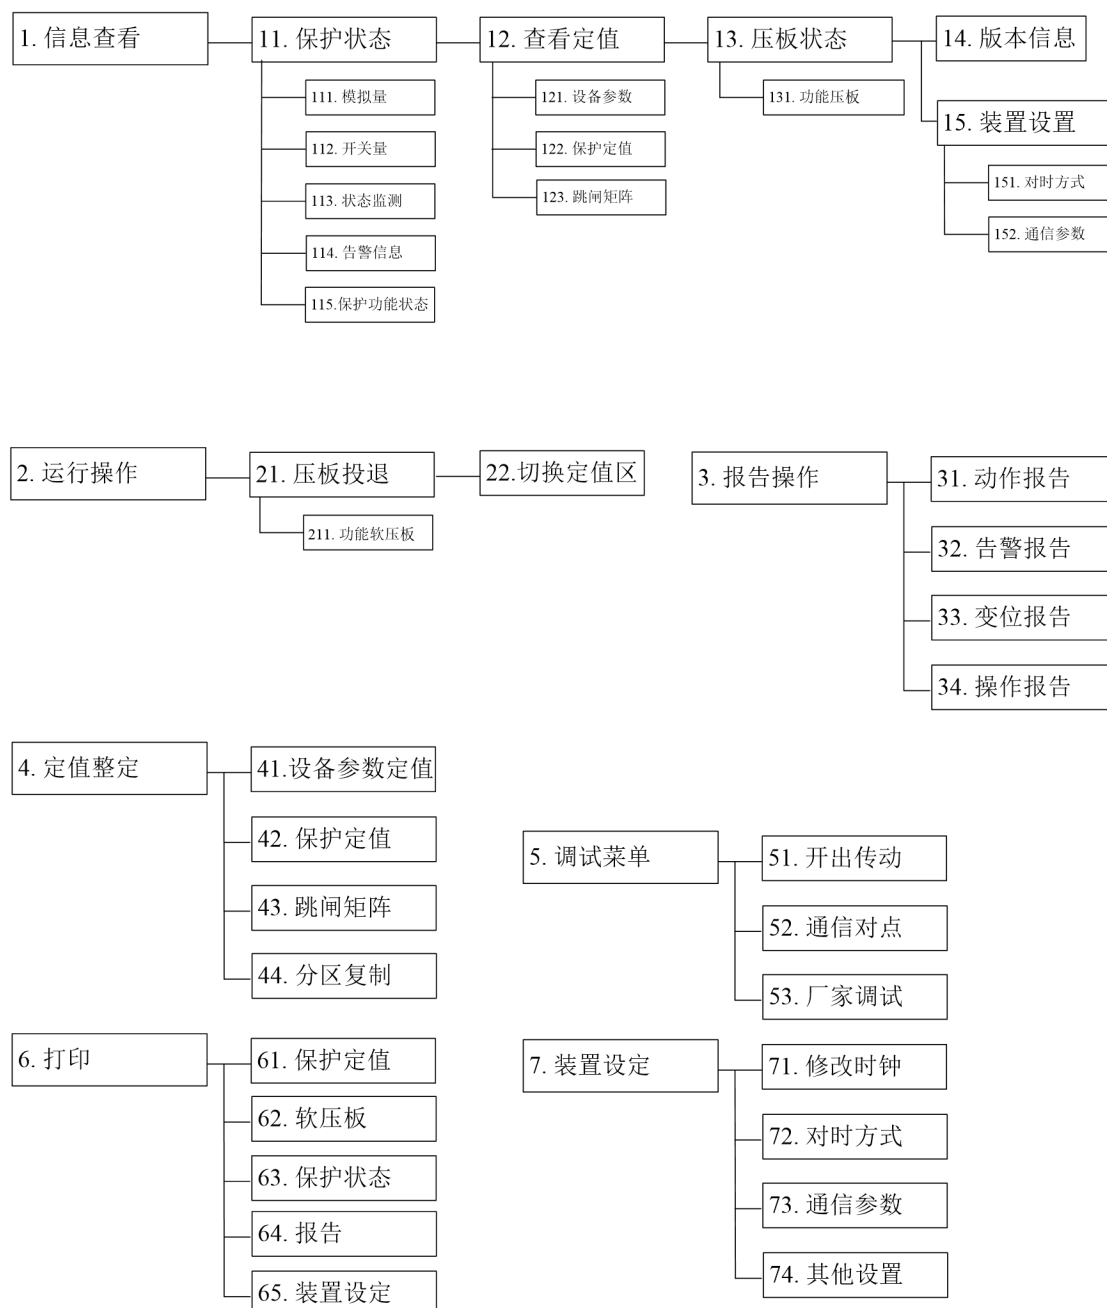 1. 信息查看
11. 保护状态
111. 模拟量
112. 开关量
113. 状态监测
114. 告警信息
115.保护功能状态
12. 查看定值
121. 设备参数
122. 保护定值
123. 跳闸矩阵
13. 压板状态
131. 功能压板
14. 版本信息
15. 装置设置
151. 对时方式
152. 通信参数
2. 运行操作
21. 压板投退
211. 功能软压板
22.切换定值区
3. 报告操作
31. 动作报告
32. 告警报告
33. 变位报告
34. 操作报告
4. 定值整定
41.设备参数定值
42. 保护定值
43. 跳闸矩阵
44. 分区复制
5. 调试菜单
51. 开出传动
52. 通信对点
53. 厂家调试
6. 打印
61. 保护定值
62. 软压板
63. 保护状态
64. 报告
65. 装置设定
7. 装置设定
71. 修改时钟
72. 对时方式
73. 通信参数
74. 其他设置